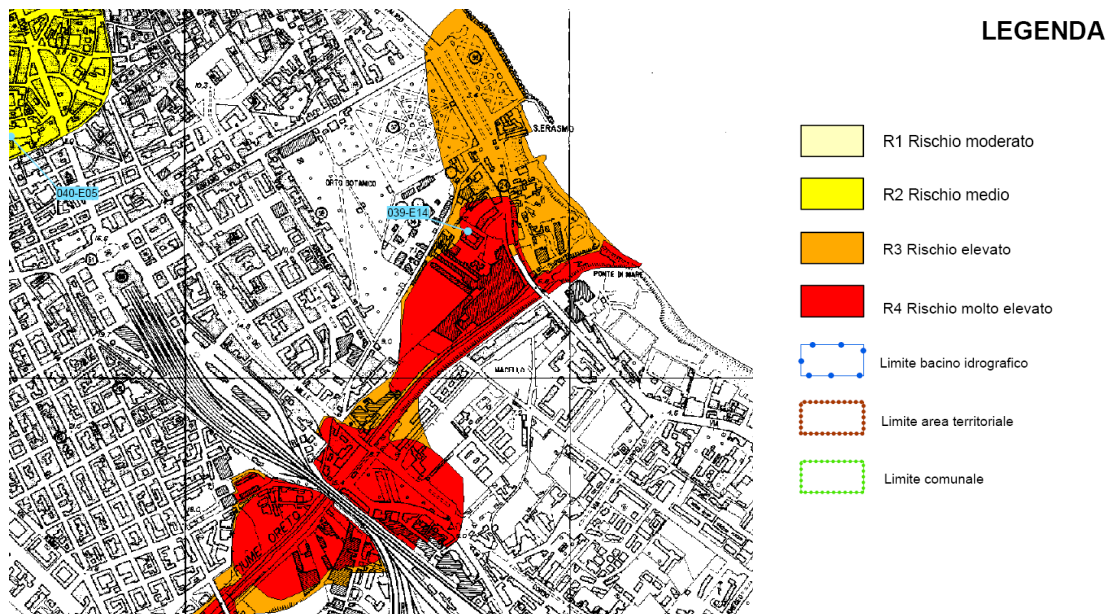 LEGENDA
R1 Rischio moderato
R2 Rischio medio
R3 Rischio elevato
R4 Rischio molto elevato
Limite bacino idrografico
Limite area territoriale
Limite comunale
S.ERASMO
040-E05
ORTO BOTANICO
039-E14
PONTE DI MARE
MACELLO
VIA
FIUME ORETO